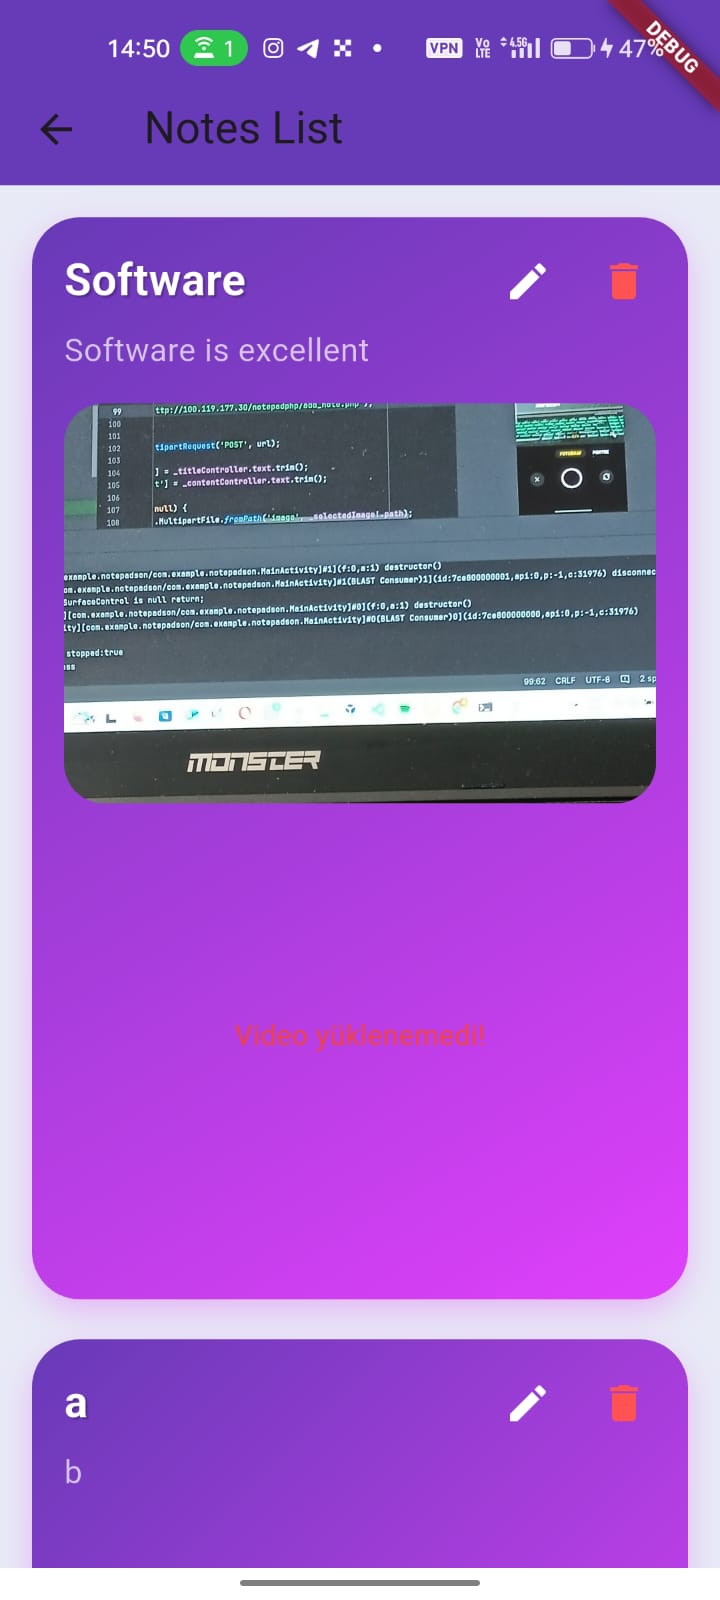 14:50
1
VPN
Vo
LTE
4.5G
47%
DEBUG
Notes List
Software
Software is excellent
99
ttp://100.119.177.30/notepadphp/add_note.php');
100
101
102
tipartRequest('POST', url);
103
104
] = _titleController.text.trim();
105
t'] = _contentController.text.trim();
106
107
null) {
108
.MultipartFile.fromPath('image', _selectedImage!.path);
example.notepadson/com.example.notepadson.MainActivity]#1](f:0,a:1) destructor()
om.example.notepadson/com.example.notepadson.MainActivity]#1(BLAST Consumer)1](id:7ce800000001,api:0,p:-1,c:31976) disconnec
SurfaceControl is null return;
][com.example.notepadson/com.example.notepadson.MainActivity]#0](f:0,a:1) destructor()
ity][com.example.notepadson/com.example.notepadson.MainActivity]#0(BLAST Consumer)0](id:7ce800000000,api:0,p:-1,c:31976)
stopped:true
ss
99:62 CRLF UTF-8 2 sp
MONSTER
Video yüklenemedi!
a
b